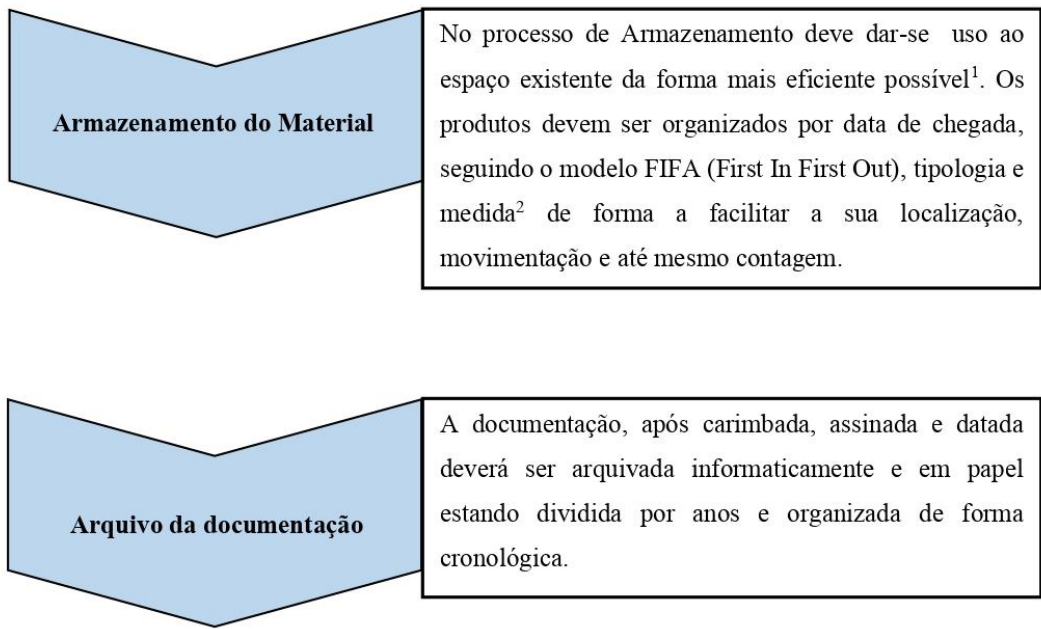 Armazenamento do Material
No processo de Armazenamento deve dar-se uso ao
espaço existente da forma mais eficiente possível¹. Os
produtos devem ser organizados por data de chegada,
seguindo o modelo FIFA (First In First Out), tipologia e
medida² de forma a facilitar a sua localização,
movimentação e até mesmo contagem.
Arquivo da documentação
A documentação, após carimbada, assinada e datada
deverá ser arquivada informaticamente e em papel
estando dividida por anos e organizada de forma
cronológica.